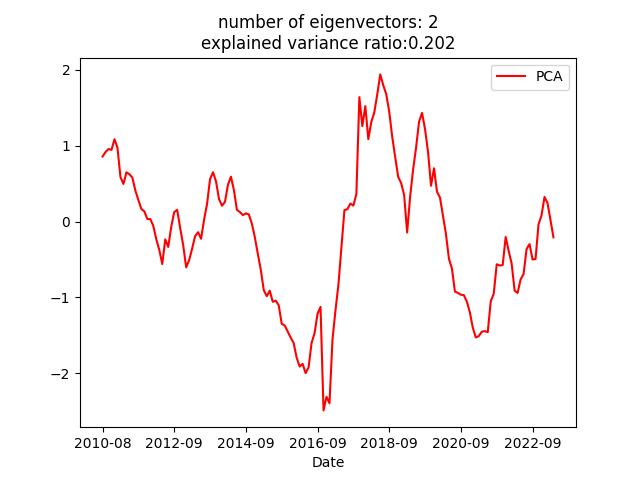 number of eigenvectors: 2
explained variance ratio:0.202
PCA
2
1
0
−1
−2
2010-08 2012-09 2014-09 2016-09 2018-09 2020-09 2022-09
Date